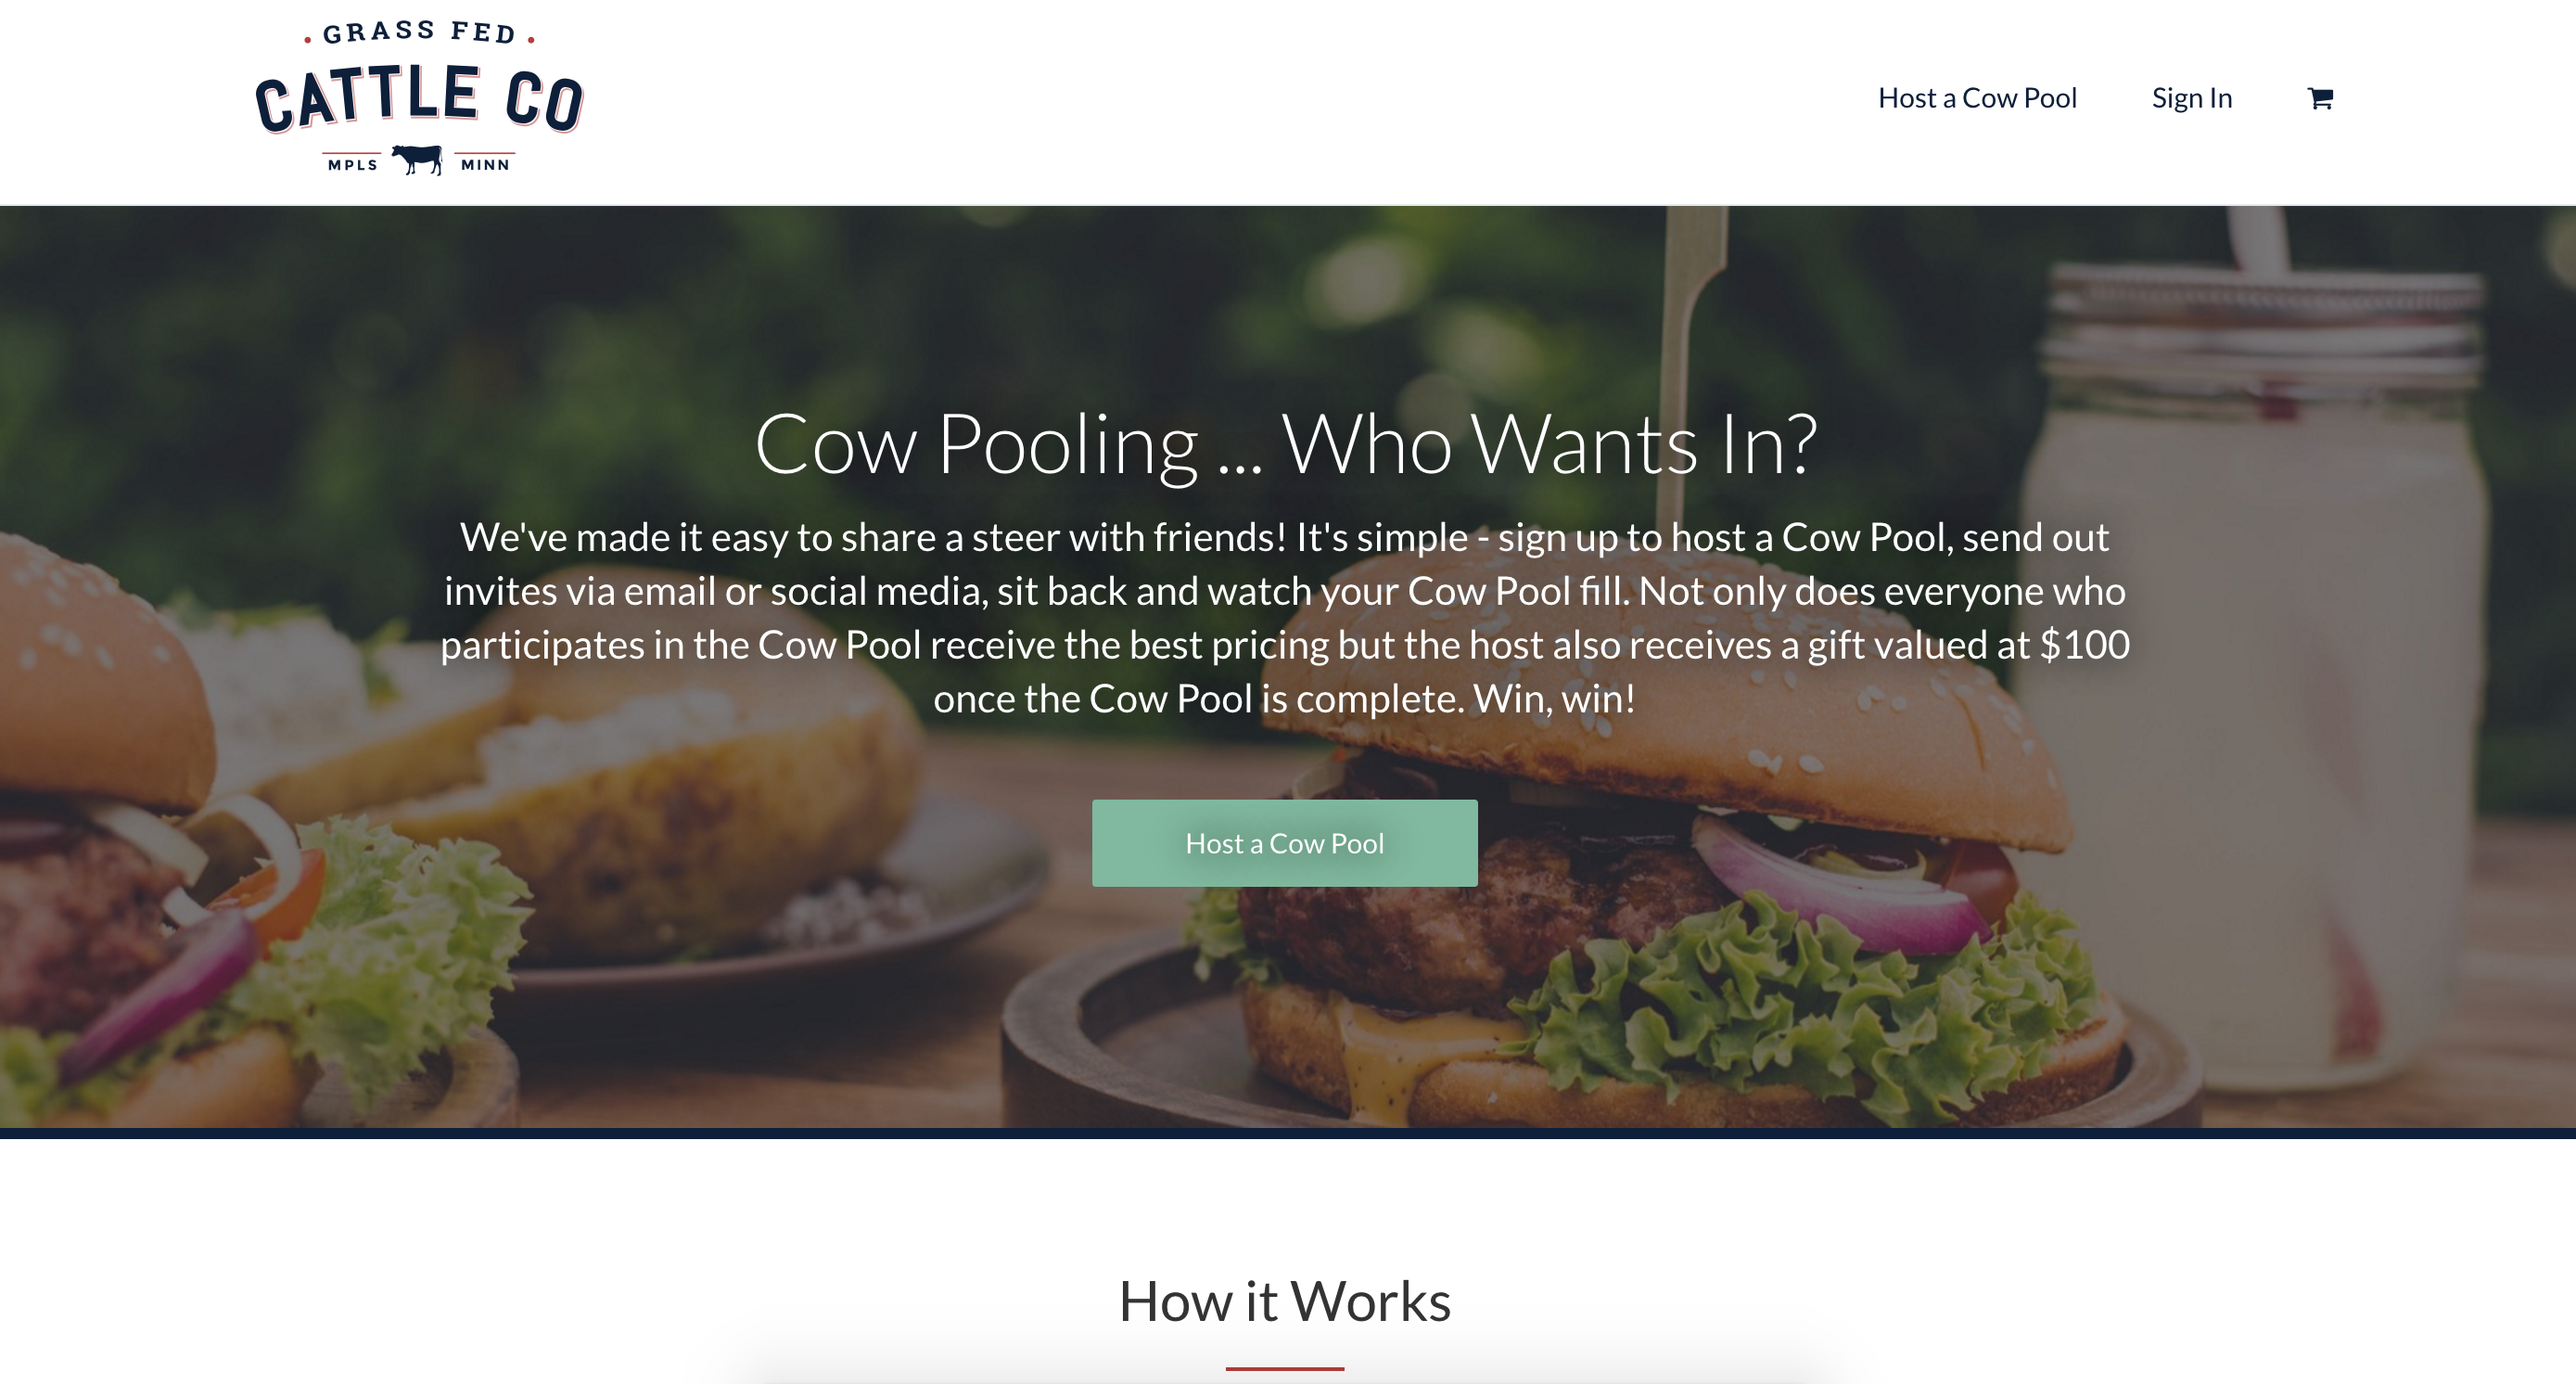 GRASS FED
CATTLE CO
MPLS MINN
Host a Cow Pool
Sign In
Cow Pooling ... Who Wants In?
We've made it easy to share a steer with friends! It's simple - sign up to host a Cow Pool, send out
invites via email or social media, sit back and watch your Cow Pool fill. Not only does everyone who
participates in the Cow Pool receive the best pricing but the host also receives a gift valued at $100
once the Cow Pool is complete. Win, win!
Host a Cow Pool
How it Works